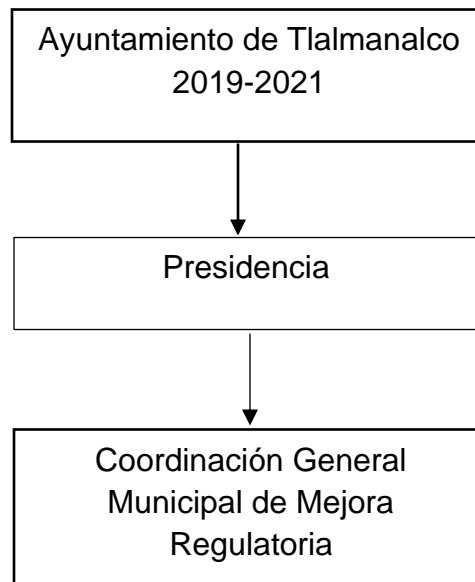 Ayuntamiento de Tlalmanalco
2019-2021
Presidencia
Coordinación General
Municipal de Mejora
Regulatoria